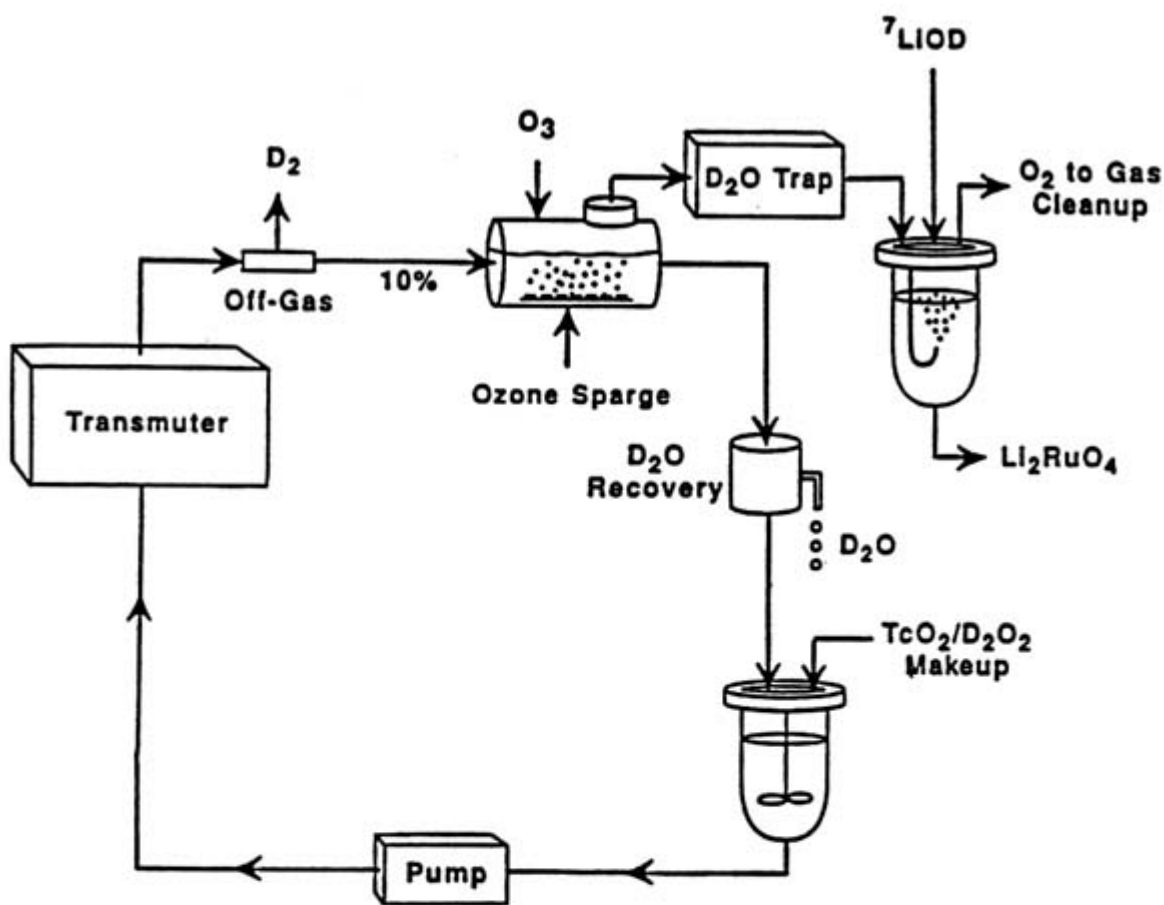 ⁷LiOD
O₃
D₂
D₂O Trap
O₂ to Gas
Cleanup
10%
Off-Gas
Transmuter
Ozone Sparge
Li₂RuO₄
D₂O
Recovery
D₂O
TcO₂/D₂O₂
Makeup
Pump